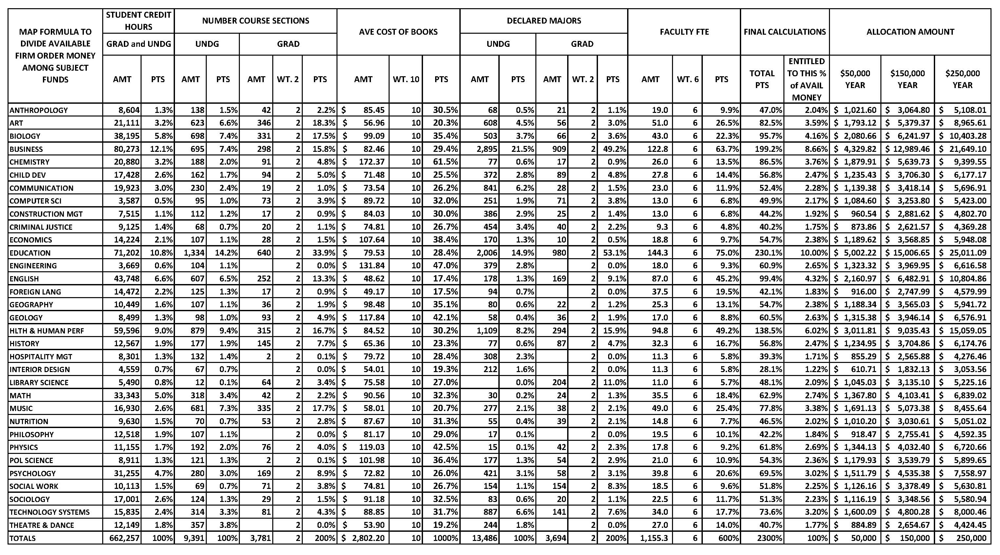 MAP FORMULA TO DIVIDE AVAILABLE FIRM ORDER MONEY AMONG SUBJECT FUNDS
STUDENT CREDIT HOURS NUMBER COURSE SECTIONS AVE COST OF BOOKS DECLARED MAJORS FACULTY FTE FINAL CALCULATIONS ALLOCATION AMOUNT
GRAD and UNDG UNDG GRAD UNDG GRAD
AMT PTS AMT PTS AMT WT. 2 PTS AMT WT. 10 PTS AMT PTS AMT WT. 2 PTS AMT WT. 6 PTS TOTAL PTS ENTITLED TO THIS % of AVAIL MONEY $50,000 YEAR $150,000 YEAR $250,000 YEAR
ANTHROPOLOGY 8,604 1.3% 138 1.5% 42 2 2.2% $ 85.45 10 30.5% 68 0.5% 21 2 1.1% 19.0 6 9.9% 47.0% 2.04% $ 1,021.60 $ 3,064.80 $ 5,108.01
ART 21,111 3.2% 623 6.6% 346 2 18.3% $ 56.96 10 20.3% 608 4.5% 56 2 3.0% 51.0 6 26.5% 82.5% 3.59% $ 1,793.12 $ 5,379.37 $ 8,965.61
BIOLOGY 38,195 5.8% 698 7.4% 331 2 17.5% $ 99.09 10 35.4% 503 3.7% 66 2 3.6% 43.0 6 22.3% 95.7% 4.16% $ 2,080.66 $ 6,241.97 $ 10,403.28
BUSINESS 80,273 12.1% 695 7.4% 298 2 15.8% $ 82.46 10 29.4% 2,895 21.5% 909 2 49.2% 122.8 6 63.7% 199.2% 8.66% $ 4,329.82 $ 12,989.46 $ 21,649.10
CHEMISTRY 20,880 3.2% 188 2.0% 91 2 4.8% $ 172.37 10 61.5% 77 0.6% 17 2 0.9% 26.0 6 13.5% 86.5% 3.76% $ 1,879.91 $ 5,639.73 $ 9,399.55
CHILD DEV 17,428 2.6% 162 1.7% 94 2 5.0% $ 71.48 10 25.5% 372 2.8% 89 2 4.8% 27.8 6 14.4% 56.8% 2.47% $ 1,235.43 $ 3,706.30 $ 6,177.17
COMMUNICATION 19,923 3.0% 230 2.4% 19 2 1.0% $ 73.54 10 26.2% 841 6.2% 28 2 1.5% 23.0 6 11.9% 52.4% 2.28% $ 1,139.38 $ 3,418.14 $ 5,696.91
COMPUTER SCI 3,587 0.5% 95 1.0% 73 2 3.9% $ 89.72 10 32.0% 251 1.9% 71 2 3.8% 13.0 6 6.8% 49.9% 2.17% $ 1,084.60 $ 3,253.80 $ 5,423.00
CONSTRUCTION MGT 7,515 1.1% 112 1.2% 17 2 0.9% $ 84.03 10 30.0% 386 2.9% 25 2 1.4% 13.0 6 6.8% 44.2% 1.92% $ 960.54 $ 2,881.62 $ 4,802.70
CRIMINAL JUSTICE 9,125 1.4% 68 0.7% 20 2 1.1% $ 74.81 10 26.7% 454 3.4% 40 2 2.2% 9.3 6 4.8% 40.2% 1.75% $ 873.86 $ 2,621.57 $ 4,369.28
ECONOMICS 14,224 2.1% 107 1.1% 28 2 1.5% $ 107.64 10 38.4% 170 1.3% 10 2 0.5% 18.8 6 9.7% 54.7% 2.38% $ 1,189.62 $ 3,568.85 $ 5,948.08
EDUCATION 71,202 10.8% 1,334 14.2% 640 2 33.9% $ 79.53 10 28.4% 2,006 14.9% 980 2 53.1% 144.3 6 75.0% 230.1% 10.00% $ 5,002.22 $ 15,006.65 $ 25,011.09
ENGINEERING 3,669 0.6% 104 1.1% 2 0.0% $ 131.84 10 47.0% 379 2.8% 2 0.0% 18.0 6 9.3% 60.9% 2.65% $ 1,323.32 $ 3,969.95 $ 6,616.58
ENGLISH 43,748 6.6% 607 6.5% 252 2 13.3% $ 48.62 10 17.4% 178 1.3% 169 2 9.1% 87.0 6 45.2% 99.4% 4.32% $ 2,160.97 $ 6,482.91 $ 10,804.86
FOREIGN LANG 14,472 2.2% 125 1.3% 17 2 0.9% $ 49.17 10 17.5% 94 0.7% 2 0.0% 37.5 6 19.5% 42.1% 1.83% $ 916.00 $ 2,747.99 $ 4,579.99
GEOGRAPHY 10,449 1.6% 107 1.1% 36 2 1.9% $ 98.48 10 35.1% 80 0.6% 22 2 1.2% 25.3 6 13.1% 54.7% 2.38% $ 1,188.34 $ 3,565.03 $ 5,941.72
GEOLOGY 8,499 1.3% 98 1.0% 93 2 4.9% $ 117.84 10 42.1% 58 0.4% 36 2 1.9% 17.0 6 8.8% 60.5% 2.63% $ 1,315.38 $ 3,946.14 $ 6,576.91
HLTH & HUMAN PERF 59,596 9.0% 879 9.4% 315 2 16.7% $ 84.52 10 30.2% 1,109 8.2% 294 2 15.9% 94.8 6 49.2% 138.5% 6.02% $ 3,011.81 $ 9,035.43 $ 15,059.05
HISTORY 12,567 1.9% 177 1.9% 145 2 7.7% $ 65.36 10 23.3% 77 0.6% 87 2 4.7% 32.3 6 16.7% 56.8% 2.47% $ 1,234.95 $ 3,704.86 $ 6,174.76
HOSPITALITY MGT 8,301 1.3% 132 1.4% 2 2 0.1% $ 79.72 10 28.4% 308 2.3% 2 0.0% 11.3 6 5.8% 39.3% 1.71% $ 855.29 $ 2,565.88 $ 4,276.46
INTERIOR DESIGN 4,559 0.7% 67 0.7% 2 0.0% $ 54.01 10 19.3% 212 1.6% 2 0.0% 11.3 6 5.8% 28.1% 1.22% $ 610.71 $ 1,832.13 $ 3,053.56
LIBRARY SCIENCE 5,490 0.8% 12 0.1% 64 2 3.4% $ 75.58 10 27.0% 0.0% 204 2 11.0% 11.0 6 5.7% 48.1% 2.09% $ 1,045.03 $ 3,135.10 $ 5,225.16
MATH 33,343 5.0% 318 3.4% 42 2 2.2% $ 90.56 10 32.3% 30 0.2% 24 2 1.3% 35.5 6 18.4% 62.9% 2.74% $ 1,367.80 $ 4,103.41 $ 6,839.02
MUSIC 16,930 2.6% 681 7.3% 335 2 17.7% $ 58.01 10 20.7% 277 2.1% 38 2 2.1% 49.0 6 25.4% 77.8% 3.38% $ 1,691.13 $ 5,073.38 $ 8,455.64
NUTRITION 9,630 1.5% 70 0.7% 53 2 2.8% $ 87.67 10 31.3% 55 0.4% 39 2 2.1% 14.8 6 7.7% 46.5% 2.02% $ 1,010.20 $ 3,030.61 $ 5,051.02
PHILOSOPHY 12,518 1.9% 107 1.1% 2 0.0% $ 81.17 10 29.0% 17 0.1% 2 0.0% 19.5 6 10.1% 42.2% 1.84% $ 918.47 $ 2,755.41 $ 4,592.35
PHYSICS 11,155 1.7% 192 2.0% 76 2 4.0% $ 119.03 10 42.5% 15 0.1% 42 2 2.3% 17.8 6 9.2% 61.8% 2.69% $ 1,344.13 $ 4,032.40 $ 6,720.66
POL SCIENCE 8,911 1.3% 121 1.3% 2 2 0.1% $ 101.98 10 36.4% 177 1.3% 54 2 2.9% 21.0 6 10.9% 54.3% 2.36% $ 1,179.93 $ 3,539.79 $ 5,899.65
PSYCHOLOGY 31,255 4.7% 280 3.0% 169 2 8.9% $ 72.82 10 26.0% 421 3.1% 58 2 3.1% 39.8 6 20.6% 69.5% 3.02% $ 1,511.79 $ 4,535.38 $ 7,558.97
SOCIAL WORK 10,113 1.5% 69 0.7% 71 2 3.8% $ 74.81 10 26.7% 154 1.1% 154 2 8.3% 18.5 6 9.6% 51.8% 2.25% $ 1,126.16 $ 3,378.49 $ 5,630.81
SOCIOLOGY 17,001 2.6% 124 1.3% 29 2 1.5% $ 91.18 10 32.5% 83 0.6% 20 2 1.1% 22.5 6 11.7% 51.3% 2.23% $ 1,116.19 $ 3,348.56 $ 5,580.94
TECHNOLOGY SYSTEMS 15,835 2.4% 314 3.3% 81 2 4.3% $ 88.85 10 31.7% 887 6.6% 141 2 7.6% 34.0 6 17.7% 73.6% 3.20% $ 1,600.09 $ 4,800.28 $ 8,000.46
THEATRE & DANCE 12,149 1.8% 357 3.8% 2 0.0% $ 53.90 10 19.2% 244 1.8% 2 0.0% 27.0 6 14.0% 40.7% 1.77% $ 884.89 $ 2,654.67 $ 4,424.45
TOTALS 662,257 100% 9,391 100% 3,781 2 200% $ 2,802.20 10 1000% 13,486 100% 3,694 2 200% 1,155.3 6 600% 2300% 100% $ 50,000 $ 150,000 $ 250,000